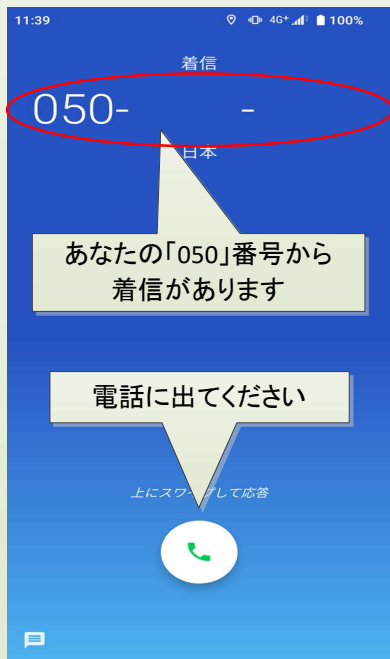 11:39 4G+ 100%
着信
050- -
日本
あなたの「050」番号から
着信があります
電話に出てください
上にスワイプして応答